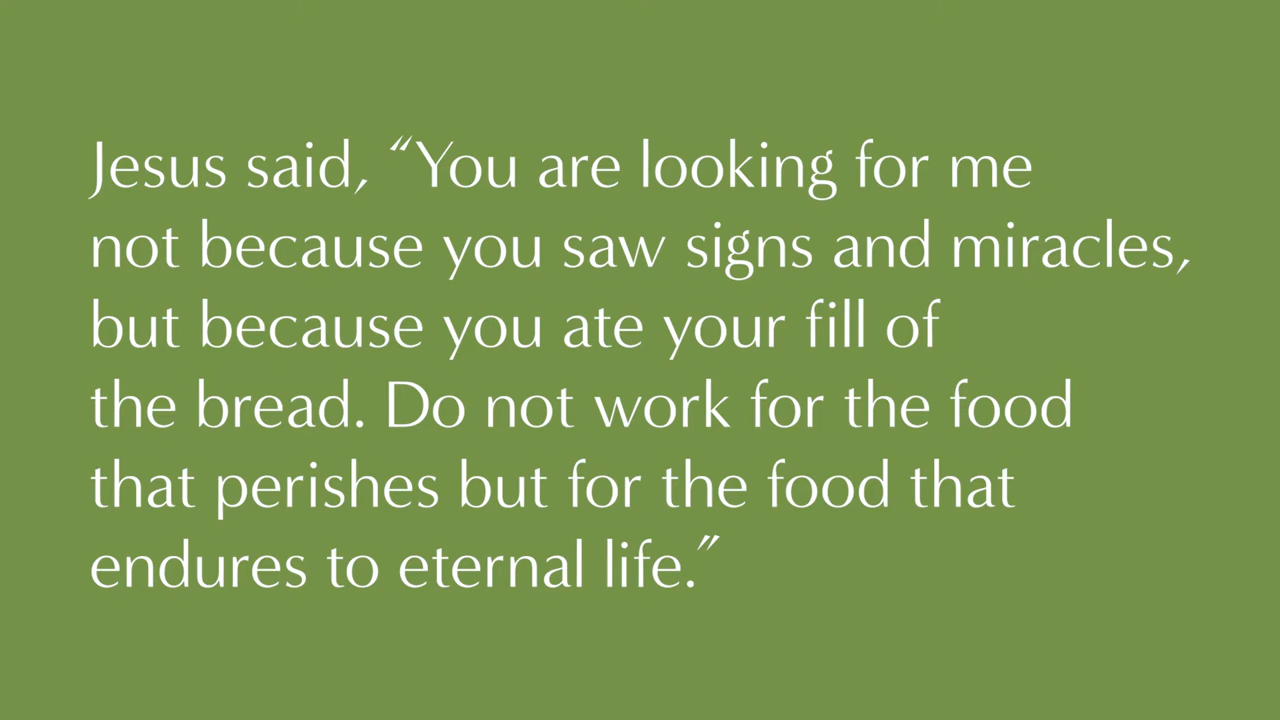 Jesus said, “You are looking for me
not because you saw signs and miracles,
but because you ate your fill of
the bread. Do not work for the food
that perishes but for the food that
endures to eternal life.”